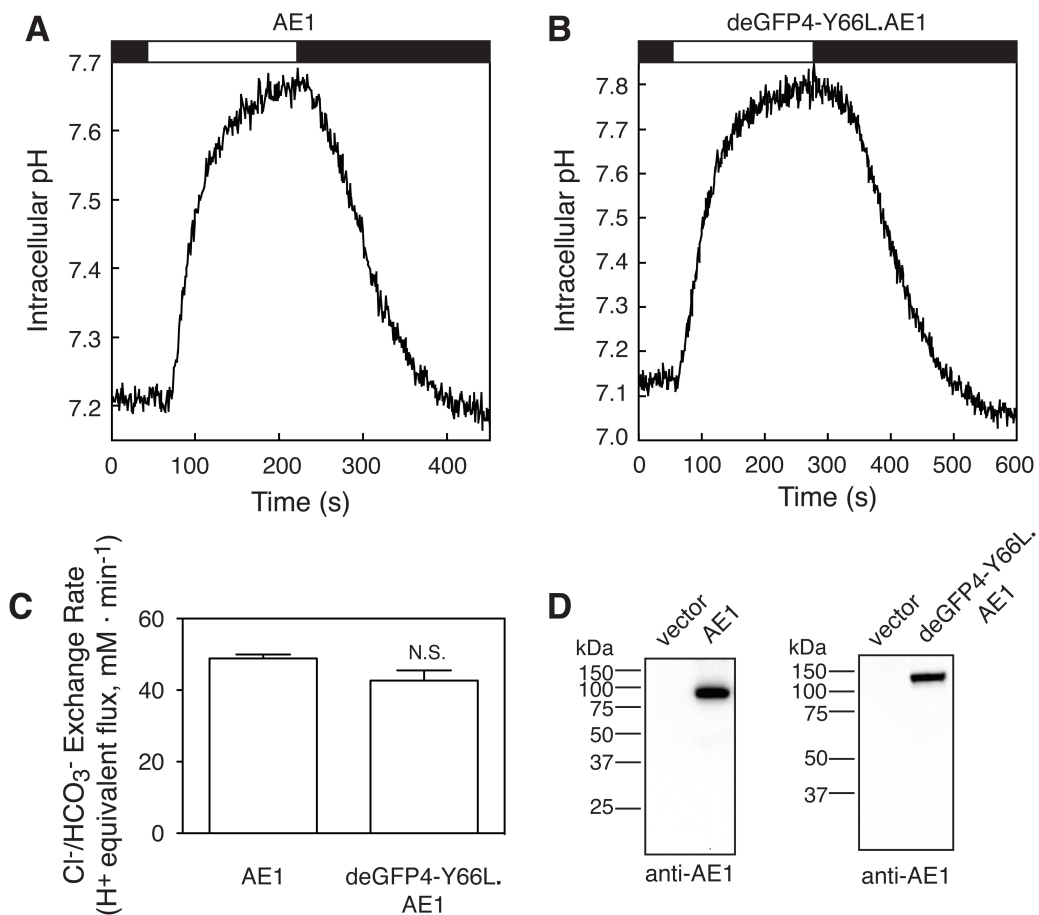 A
AE1
7.7
7.6
7.5
7.4
7.3
7.2
Intracellular pH
0 100 200 300 400
Time (s)
B
deGFP4-Y66L.AE1
7.8
7.7
7.6
7.5
7.4
7.3
7.2
7.1
7.0
Intracellular pH
0 100 200 300 400 500 600
Time (s)
C
Cl-/HCO3- Exchange Rate
(H+ equivalent flux, mM · min-1)
60
40
20
0
N.S.
AE1
deGFP4-Y66L.
AE1
D
kDa
vector
AE1
150
100
75
50
37
25
anti-AE1
kDa
vector
deGFP4-Y66L.
AE1
150
100
75
50
37
anti-AE1